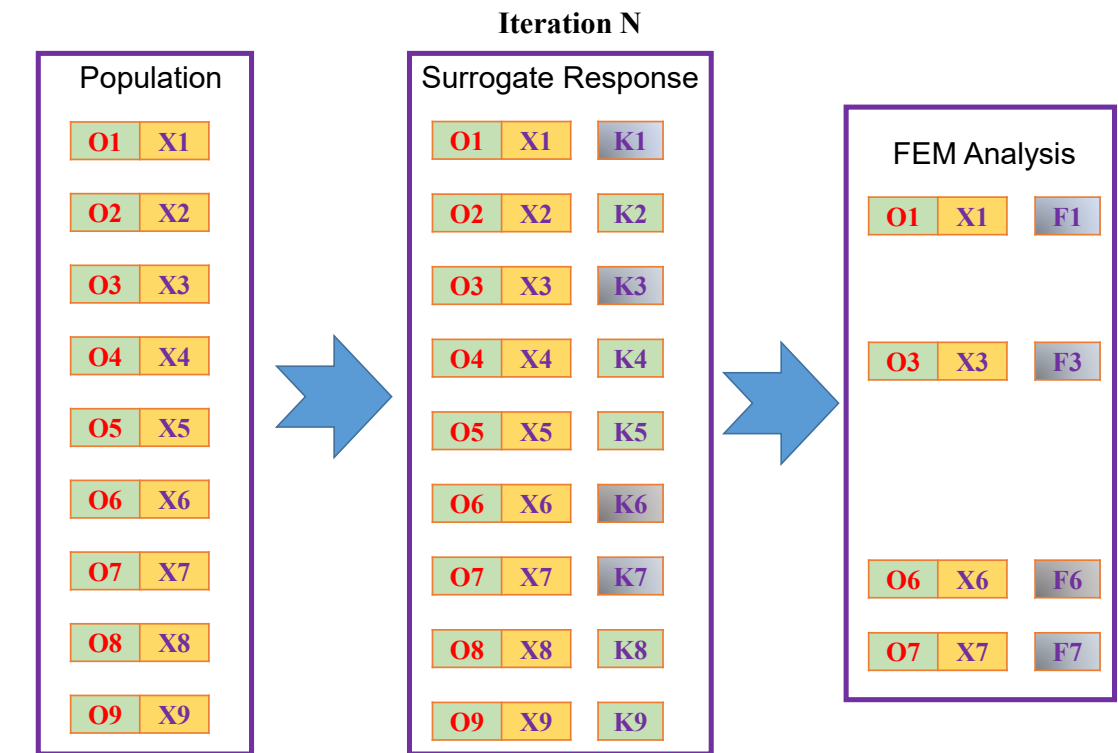 Iteration N
Population
O1 X1
O2 X2
O3 X3
O4 X4
O5 X5
O6 X6
O7 X7
O8 X8
O9 X9
Surrogate Response
O1 X1 K1
O2 X2 K2
O3 X3 K3
O4 X4 K4
O5 X5 K5
O6 X6 K6
O7 X7 K7
O8 X8 K8
O9 X9 K9
FEM Analysis
O1 X1 F1
O3 X3 F3
O6 X6 F6
O7 X7 F7